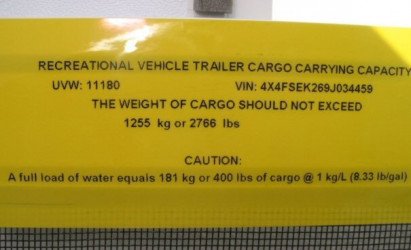 RECREATIONAL VEHICLE TRAILER CARGO CARRYING CAPACITY
UVW: 11180 VIN: 4X4FSEK269J034459
THE WEIGHT OF CARGO SHOULD NOT EXCEED
1255 kg or 2766 lbs
CAUTION:
A full load of water equals 181 kg or 400 lbs of cargo @ 1 kg/L (8.33 lb/gal)